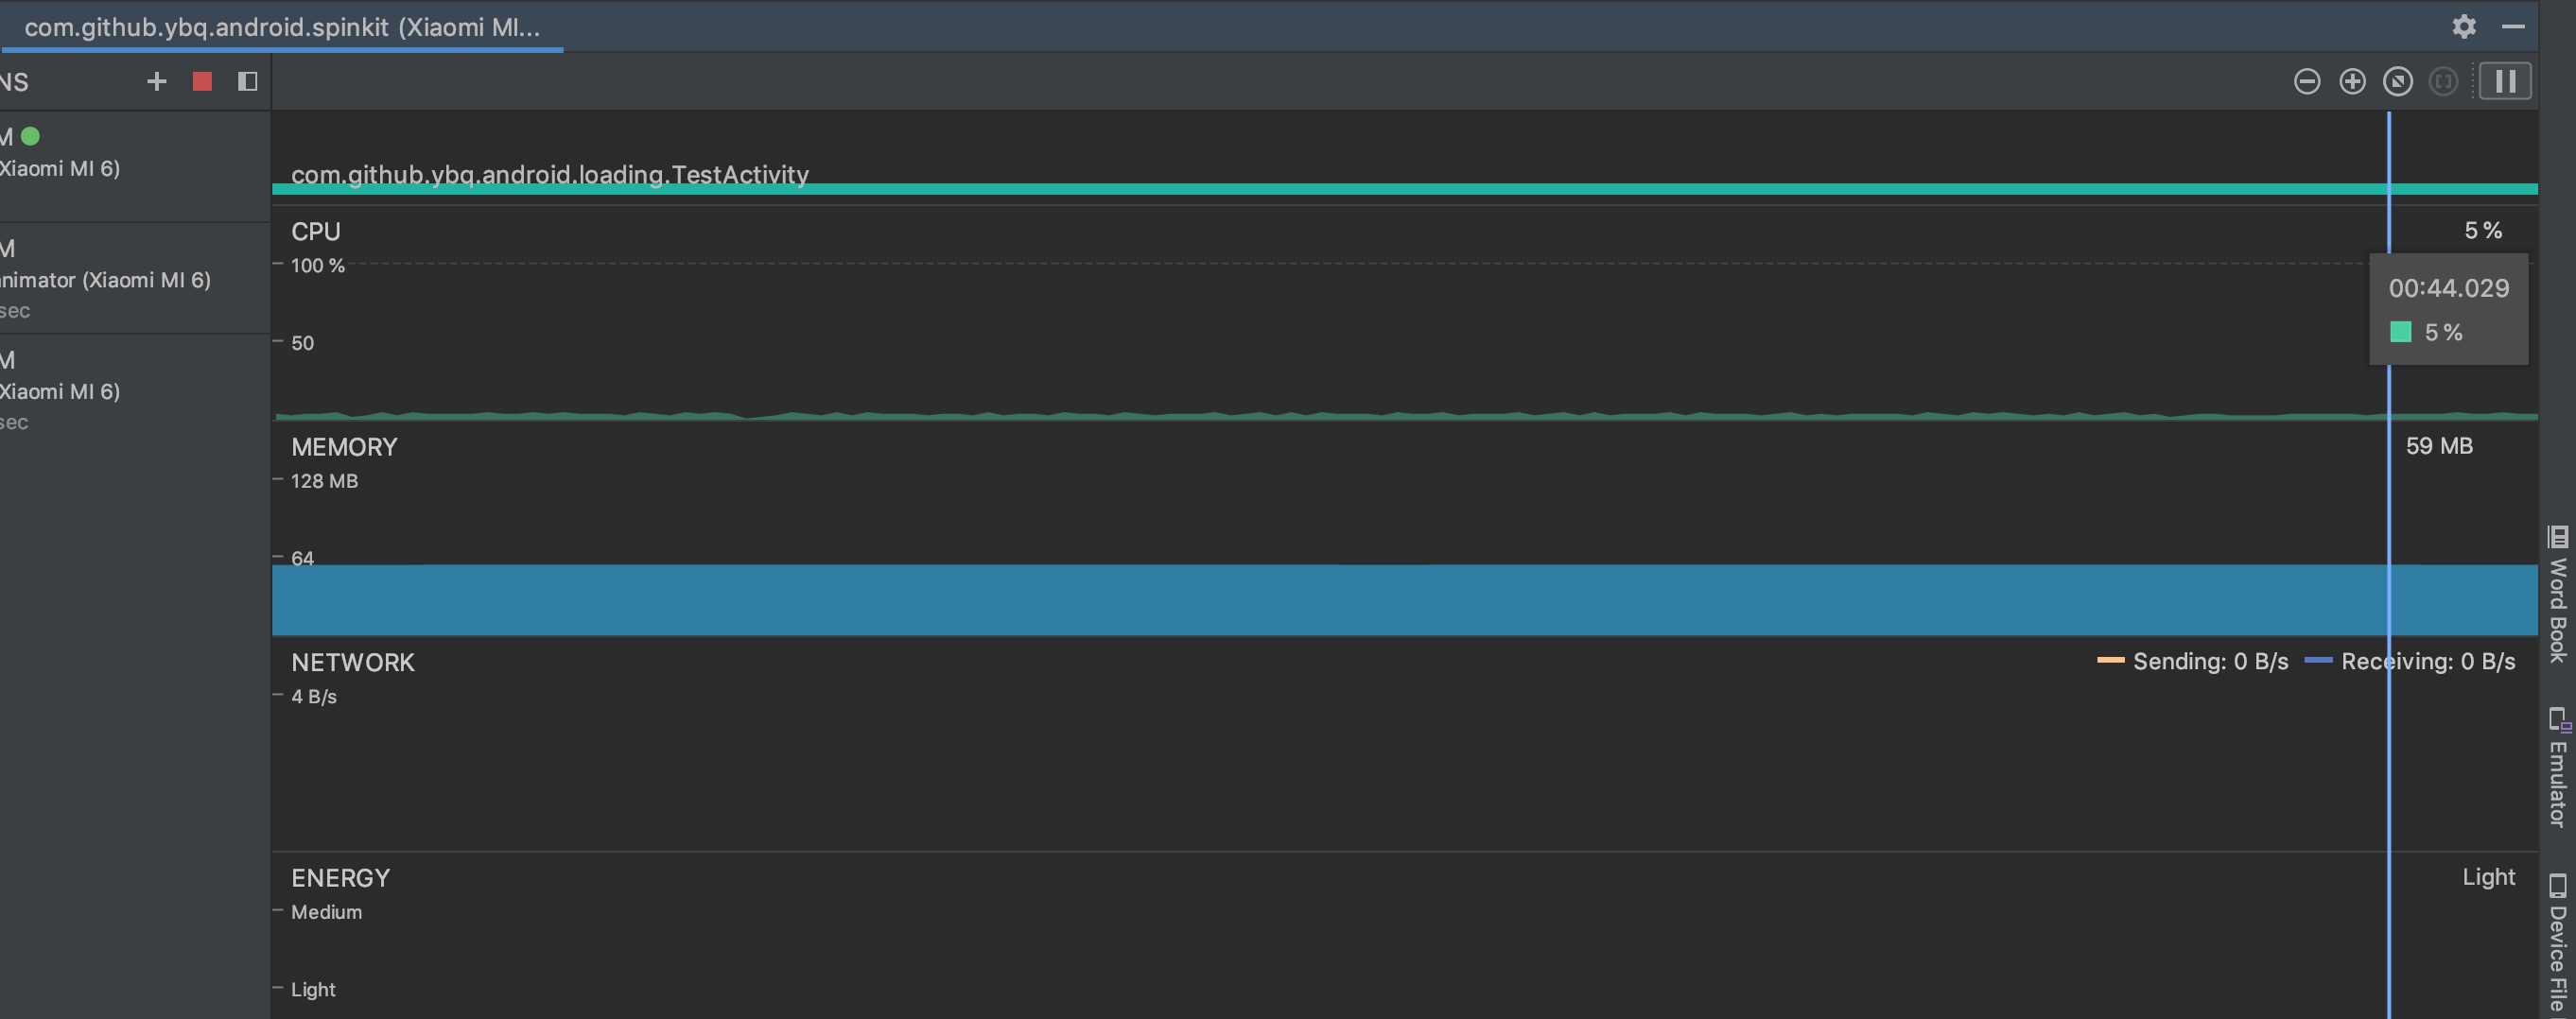 com.github.ybq.android.spinkit (Xiaomi MI...
NS
M
Xiaomi MI 6)
M
nimator (Xiaomi MI 6)
sec
M
Xiaomi MI 6)
sec
com.github.ybq.android.loading.TestActivity
CPU
5 %
100 %
00:44.029
5 %
50
MEMORY
59 MB
128 MB
64
NETWORK
Sending: 0 B/s
Receiving: 0 B/s
4 B/s
ENERGY
Light
Medium
Light
Word Book
Emulator
Device File